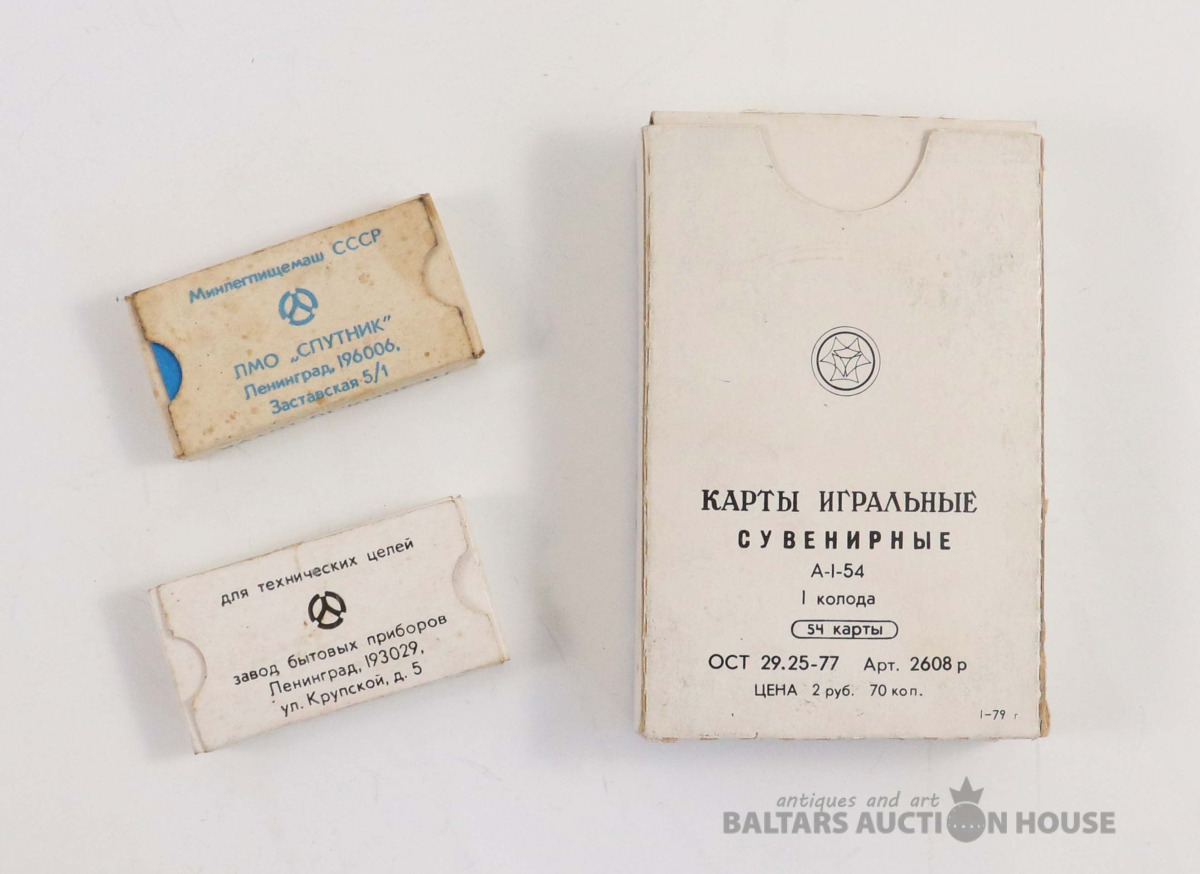 Минлегпищемаш СССР
ЛМО „СПУТНИК”
Ленинград, 196006,
Заставская 5/1
для технических целей
завод бытовых приборов
Ленинград, 193029,
ул. Крупской, д. 5
КАРТЫ ИГРАЛЬНЫЕ
СУВЕНИРНЫЕ
А-I-54
I колода
54 карты
ОСТ 29.25-77 Арт. 2608 р
ЦЕНА 2 руб. 70 коп.
I-79 г
antiques and art
BALTARS AUCTION HOUSE